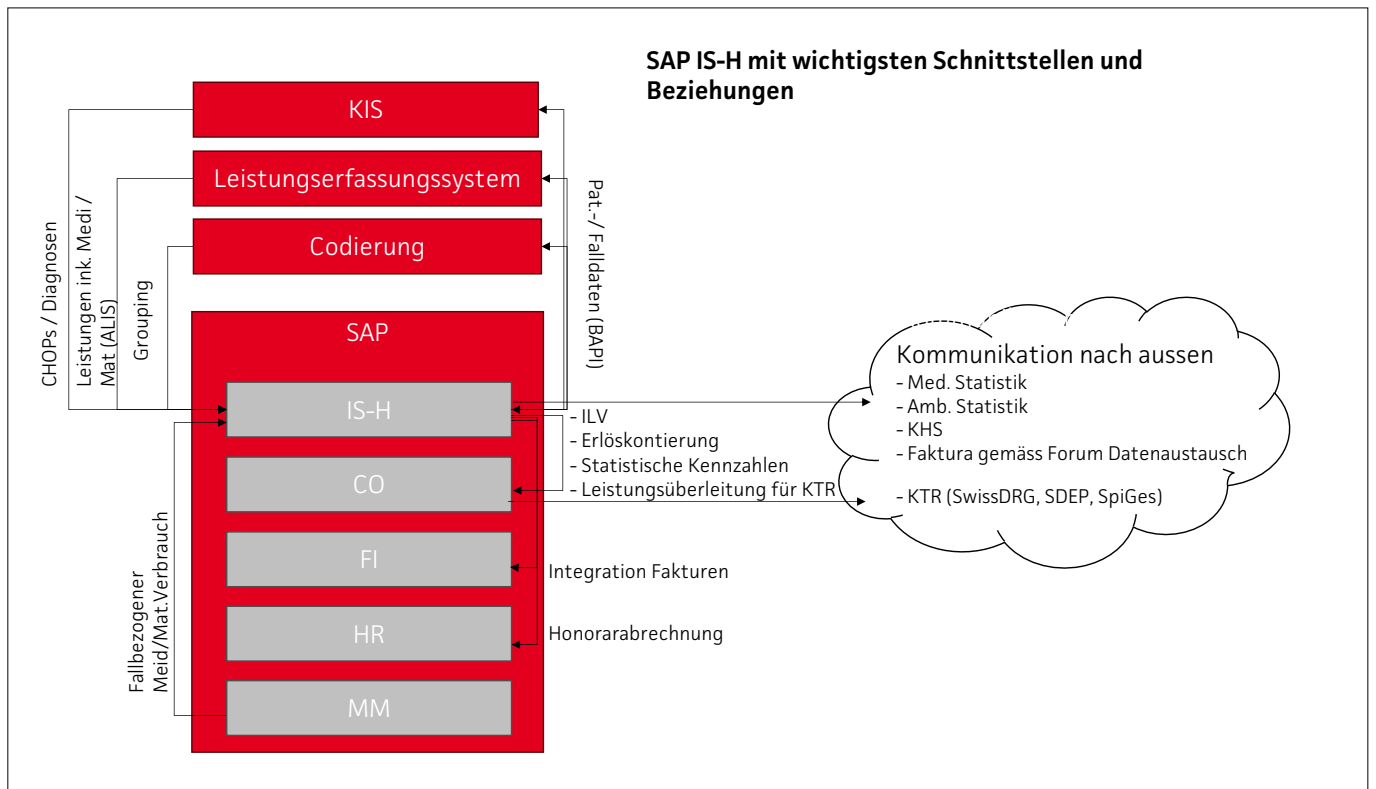 SAP IS-H mit wichtigsten Schnittstellen und
Beziehungen
KIS
Leistungserfassungssystem
Codierung
CHOPs / Diagnosen
Leistungen ink. Medi /
Mat (ALIS)
Grouping
Pat.-/ Falldaten (BAPI)
SAP
IS-H
CO
FI
HR
MM
Fallbezogener
Meid/Mat.Verbrauch
- ILV
- Erlöskontierung
- Statistische Kennzahlen
- Leistungsüberleitung für KTR
Integration Fakturen
Honorarabrechnung
Kommunikation nach aussen
- Med. Statistik
- Amb. Statistik
- KHS
- Faktura gemäss Forum Datenaustausch
- KTR (SwissDRG, SDEP, SpiGes)